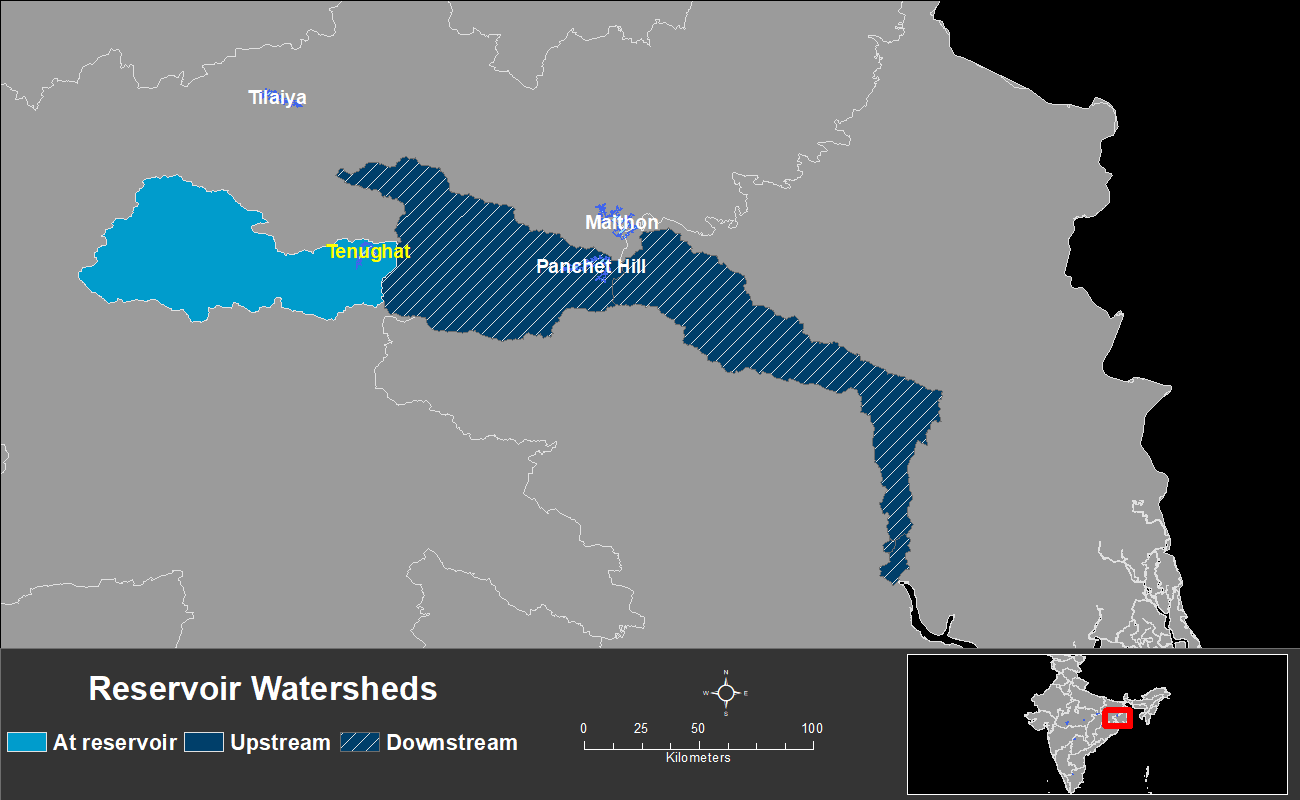 Tilaiya
Maithon
Tenughat
Panchet Hill
Reservoir Watersheds
At reservoir
Upstream
Downstream
N
W
E
S
0 25 50 100
Kilometers